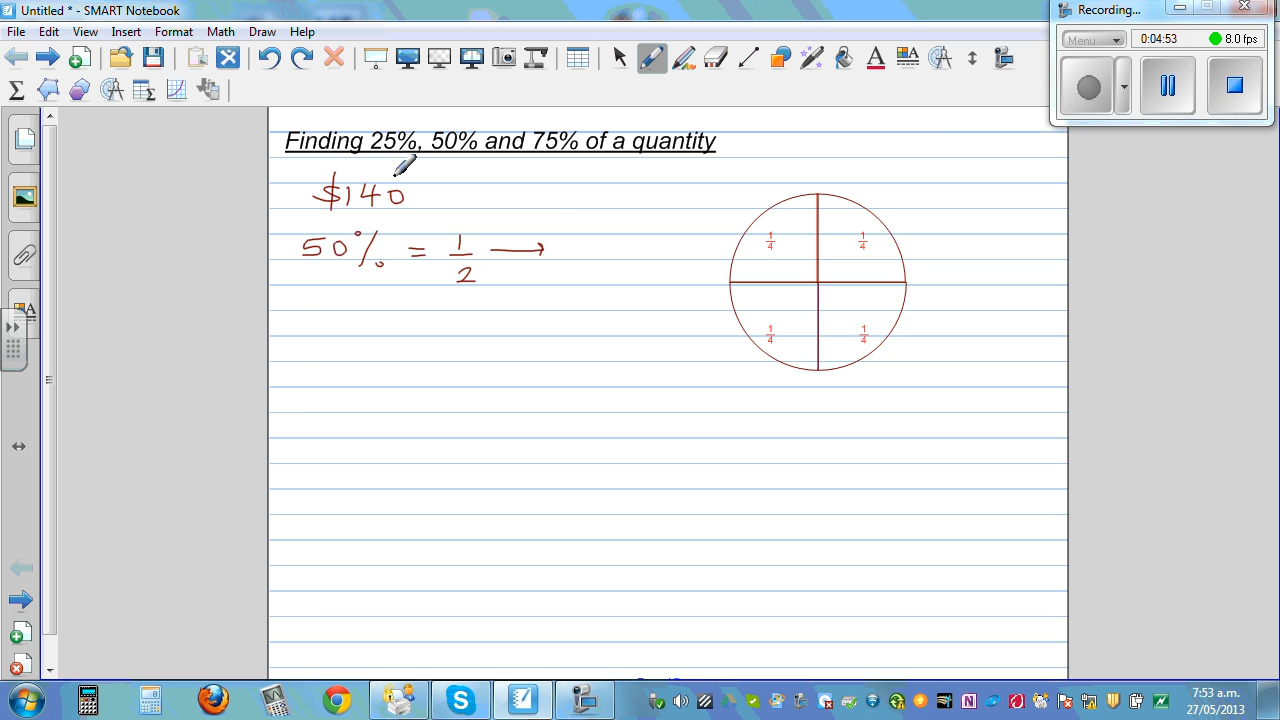 Untitled * - SMART Notebook
File Edit View Insert Format Math Draw Help
Recording...
Menu 0:04:53 8.0 fps
Finding 25%, 50% and 75% of a quantity
$140
50% = 1/2 →
1/4 1/4
1/4 1/4
7:53 a.m.
27/05/2013